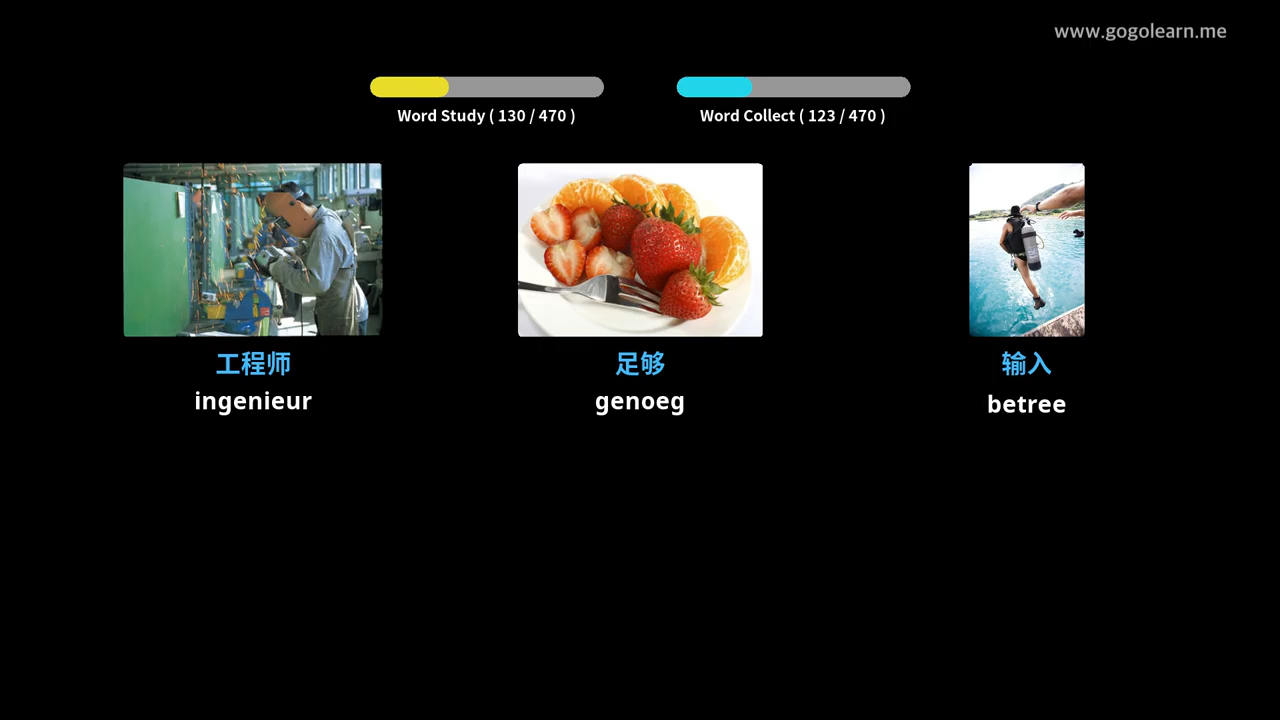 www.gogolearn.me
Word Study ( 130 / 470 )
Word Collect ( 123 / 470 )
工程师
足够
输入
ingenieur
genoeg
betree